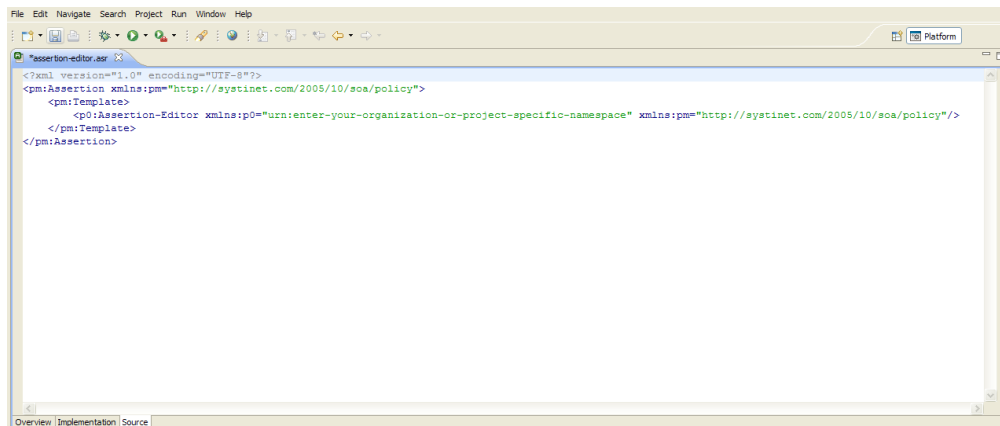 File Edit Navigate Search Project Run Window Help
Platform
*assertion-editor.asr
<?xml version="1.0" encoding="UTF-8"?>
<pm:Assertion xmlns:pm="http://systinet.com/2005/10/soa/policy">
<pm:Template>
<p0:Assertion-Editor xmlns:p0="urn:enter-your-organization-or-project-specific-namespace" xmlns:pm="http://systinet.com/2005/10/soa/policy"/>
</pm:Template>
</pm:Assertion>
Overview Implementation Source